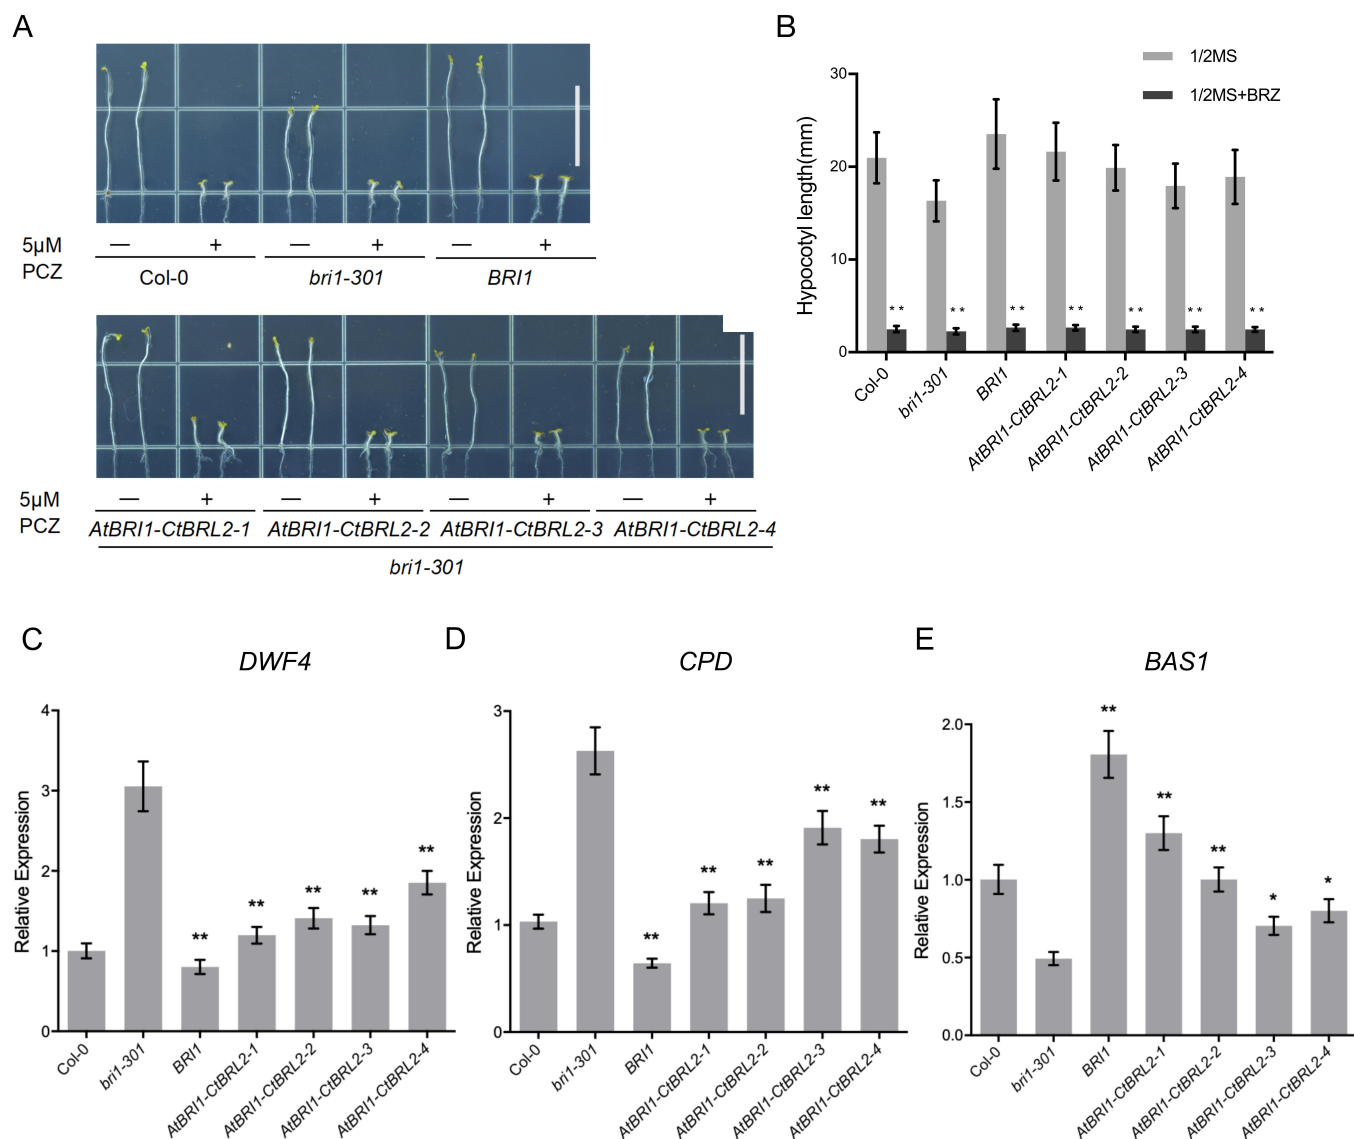 A
5µM
PCZ
— + — + — +
Col-0 bri1-301 BRI1
5µM
PCZ
— + — + — + — +
AtBRI1-CtBRL2-1 AtBRI1-CtBRL2-2 AtBRI1-CtBRL2-3 AtBRI1-CtBRL2-4
bri1-301
B
1/2MS
1/2MS+BRZ
Hypocotyl length(mm)
30
20
10
0
** ** ** ** ** ** **
Col-0 bri1-301 BRI1 AtBRI1-CtBRL2-1 AtBRI1-CtBRL2-2 AtBRI1-CtBRL2-3 AtBRI1-CtBRL2-4
C
DWF4
Relative Expression
4
3
2
1
0
** ** ** ** **
Col-0 bri1-301 BRI1 AtBRI1-CtBRL2-1 AtBRI1-CtBRL2-2 AtBRI1-CtBRL2-3 AtBRI1-CtBRL2-4
D
CPD
Relative Expression
3
2
1
0
** ** ** ** **
Col-0 bri1-301 BRI1 AtBRI1-CtBRL2-1 AtBRI1-CtBRL2-2 AtBRI1-CtBRL2-3 AtBRI1-CtBRL2-4
E
BAS1
Relative Expression
2.0
1.5
1.0
0.5
0.0
** ** ** * *
Col-0 bri1-301 BRI1 AtBRI1-CtBRL2-1 AtBRI1-CtBRL2-2 AtBRI1-CtBRL2-3 AtBRI1-CtBRL2-4